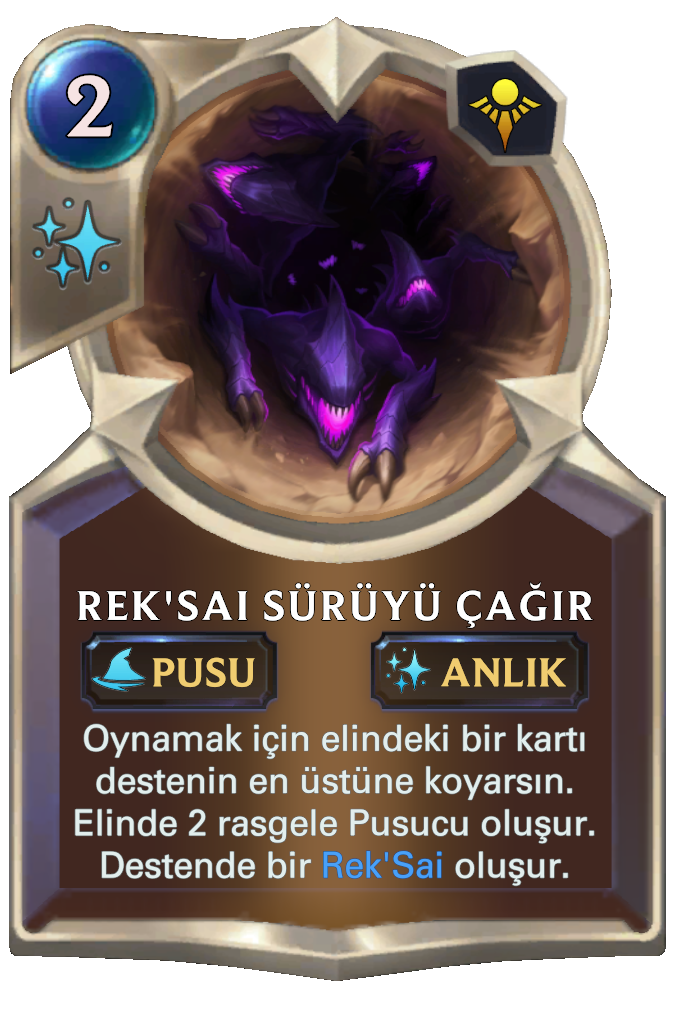 2
REK'SAI SÜRÜYÜ ÇAĞIR
PUSU ANLIK
Oynamak için elindeki bir kartı
destenin en üstüne koyarsın.
Elinde 2 rasgele Pusucu oluşur.
Destende bir Rek'Sai oluşur.